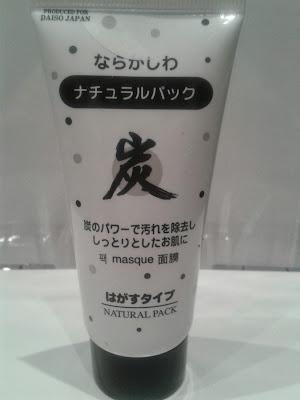 PRODUCED FOR
DAISO JAPAN
ならかしわ
ナチュラルパック
炭
炭のパワーで汚れを除去し
しっとりとしたお肌に
팩 masque 面膜
はがすタイプ
NATURAL PACK